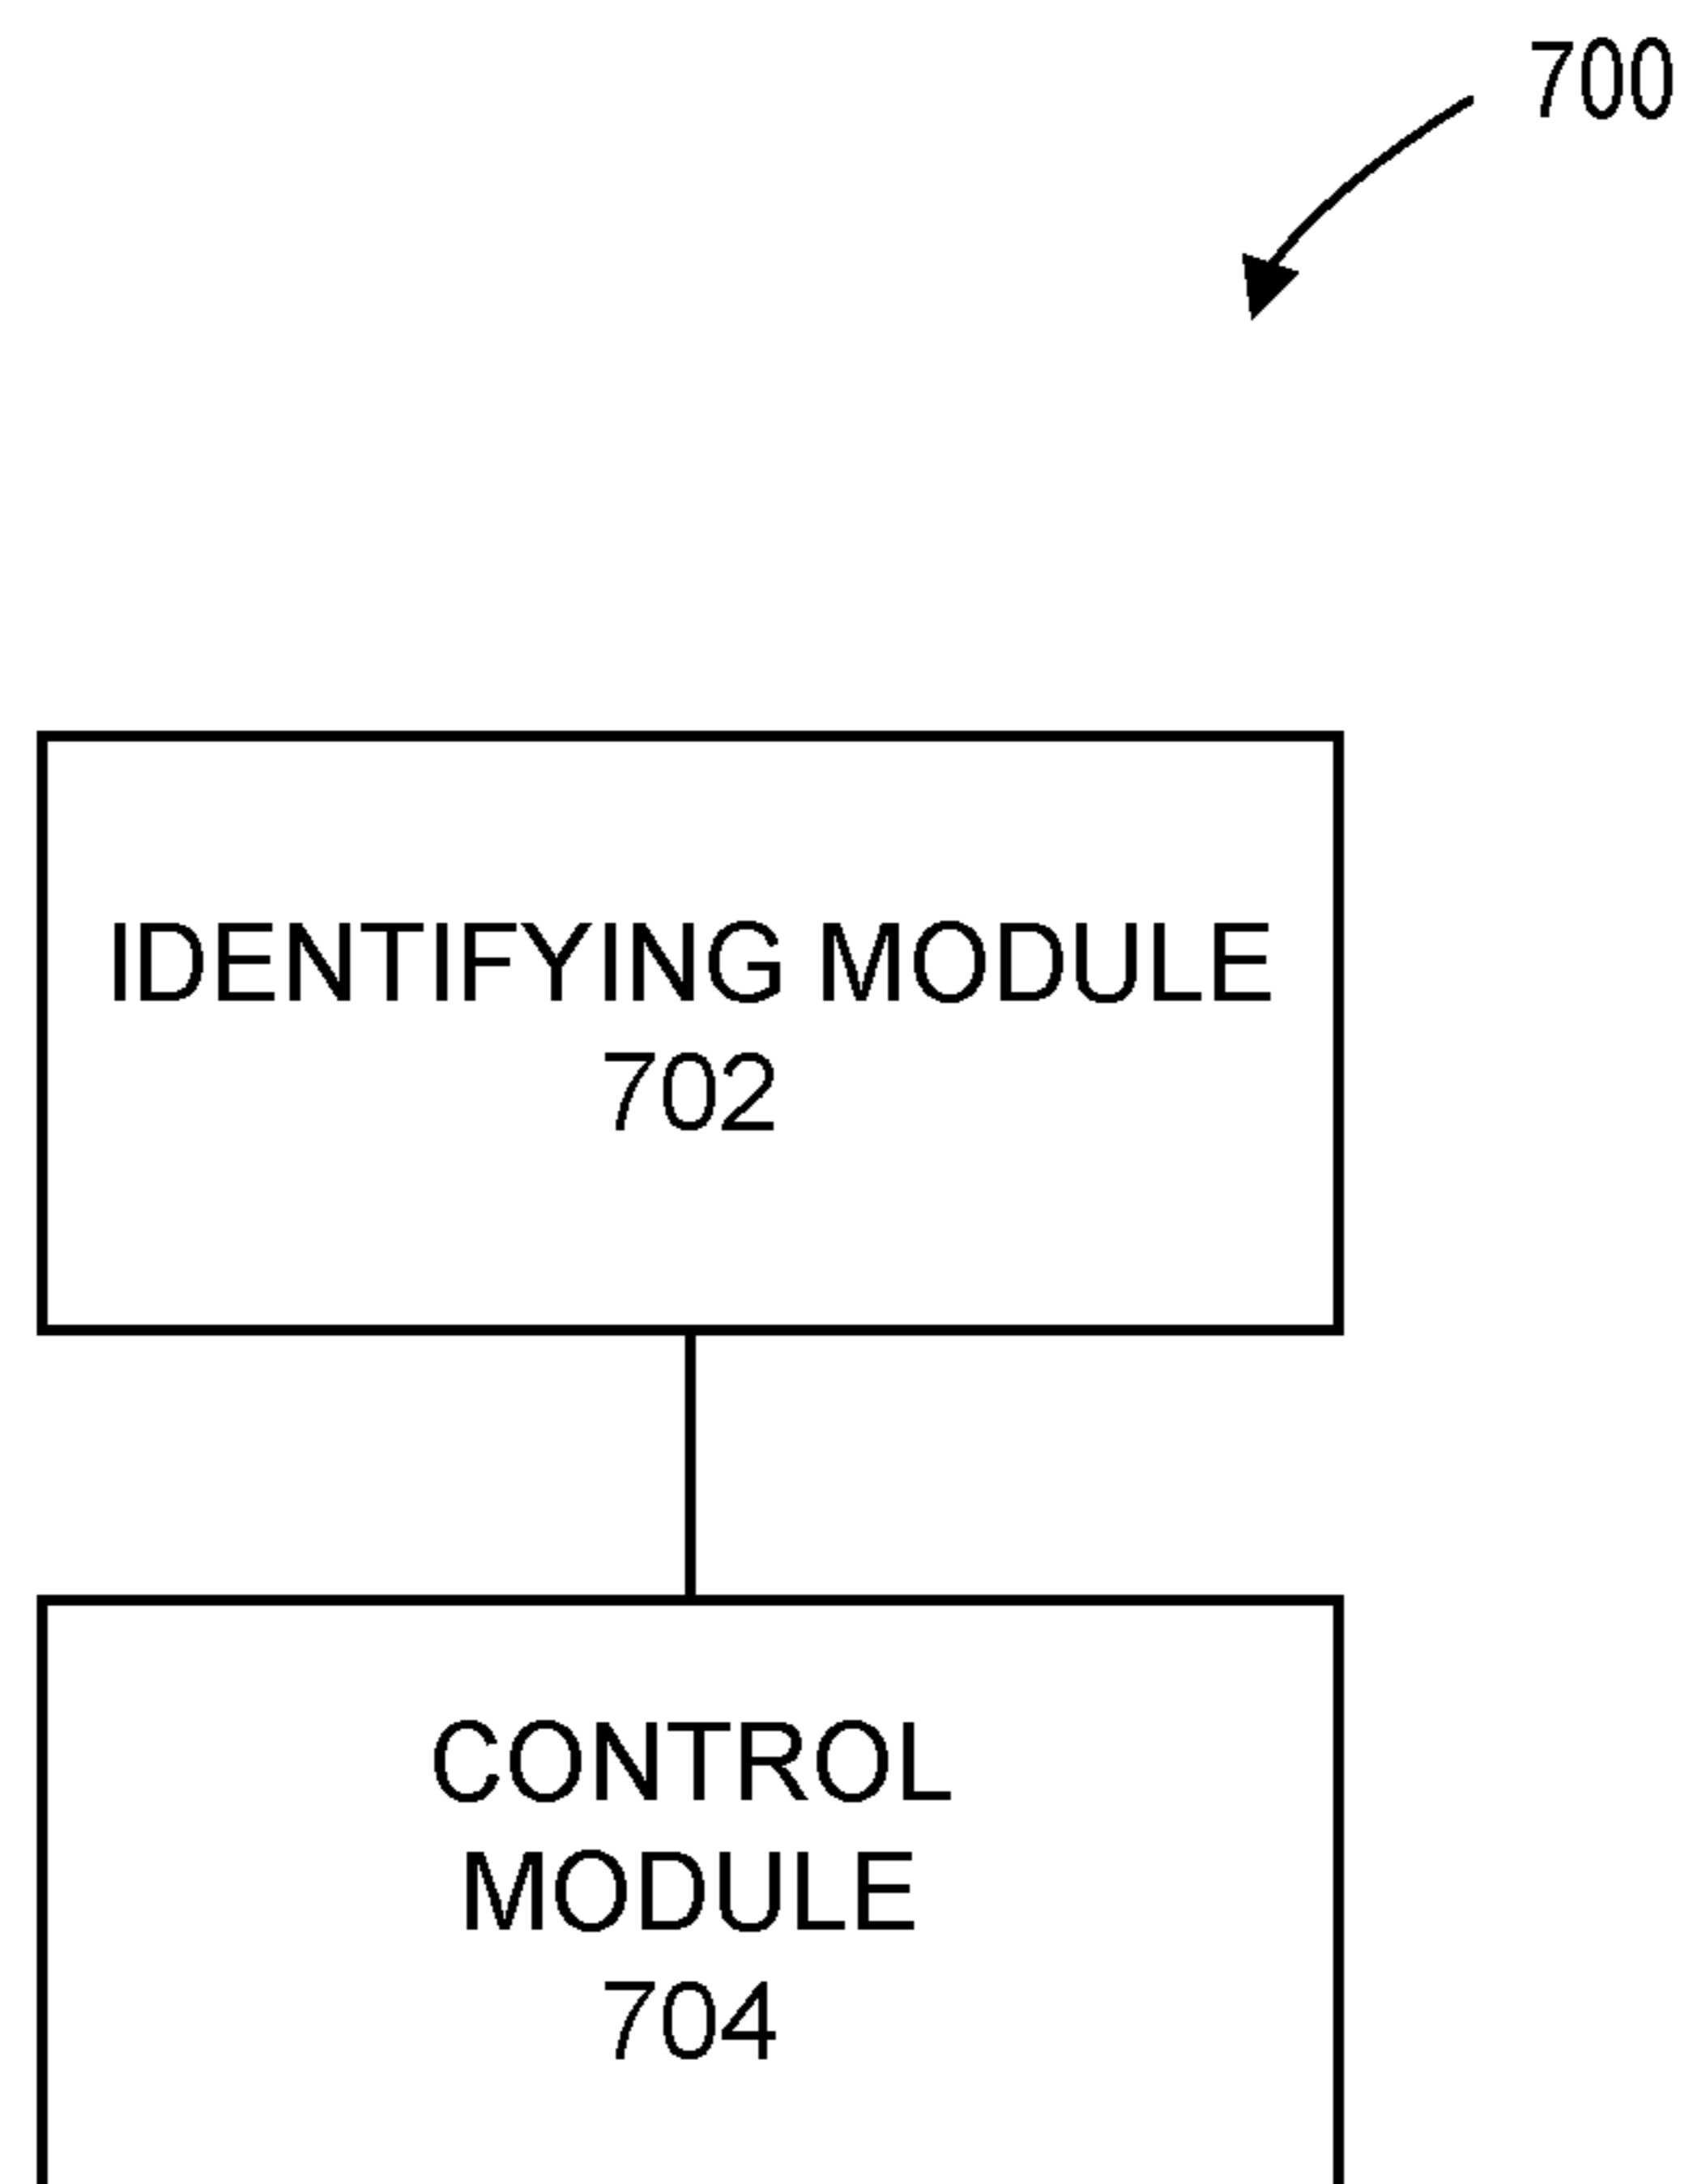 700
IDENTIFYING MODULE
702
CONTROL
MODULE
704